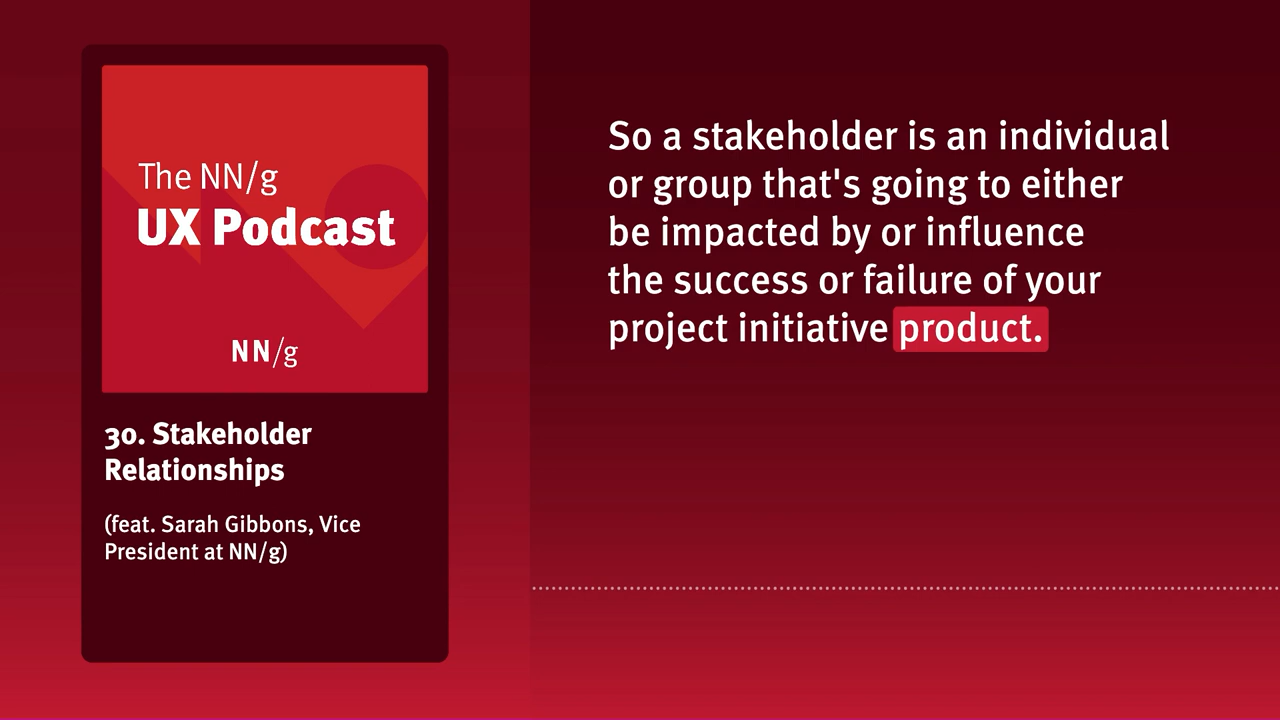 The NN/g
UX Podcast
NN/g
30. Stakeholder
Relationships
(feat. Sarah Gibbons, Vice
President at NN/g)
So a stakeholder is an individual
or group that's going to either
be impacted by or influence
the success or failure of your
project initiative product.